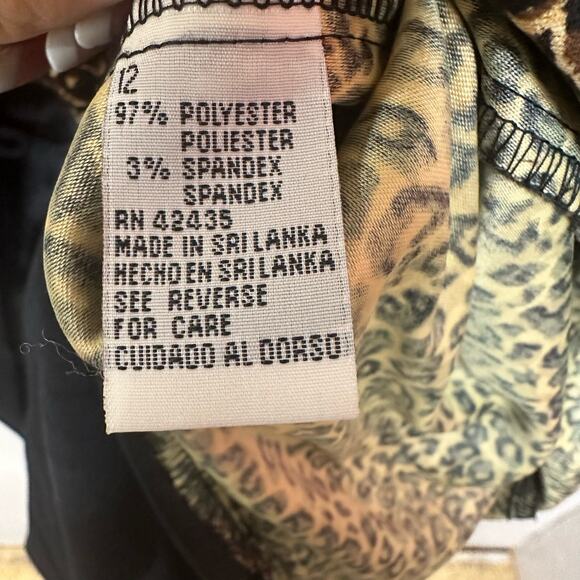 12
97% POLYESTER
POLIESTER
3% SPANDEX
SPANDEX
RN 42435
MADE IN SRI LANKA
HECHO EN SRI LANKA
SEE REVERSE
FOR CARE
CUIDADO AL DORSO